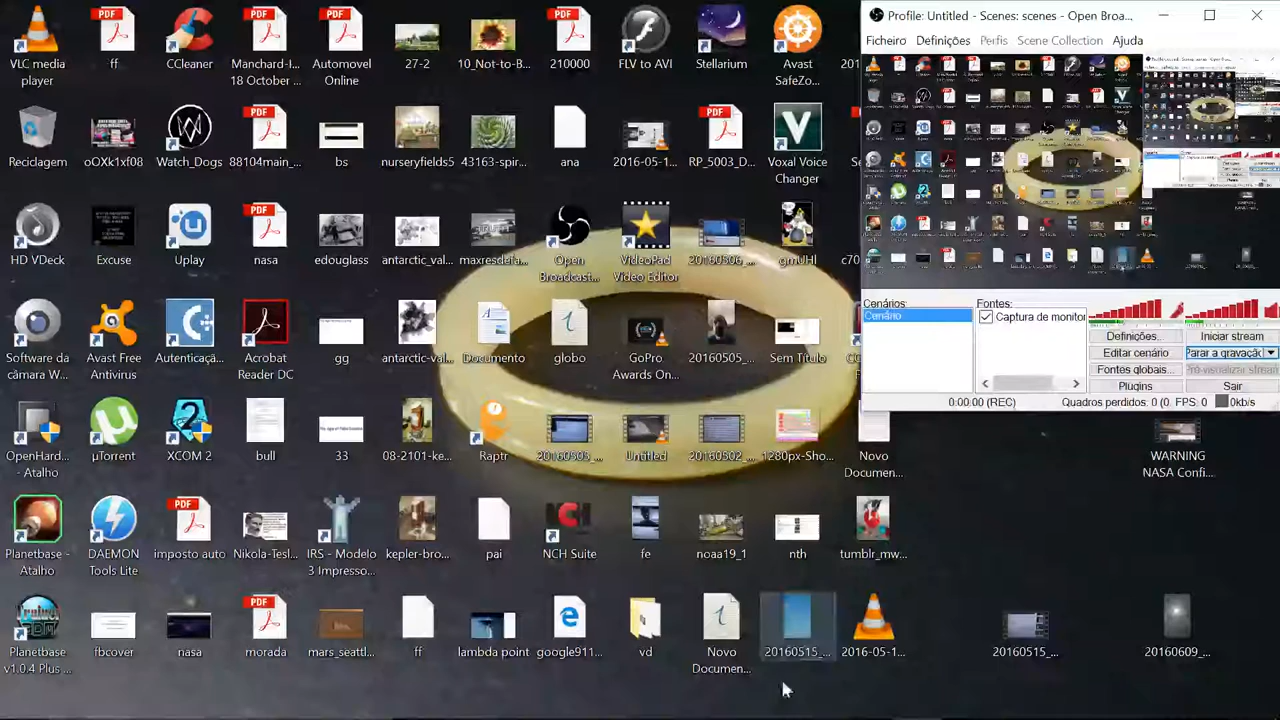 Profile: Untitled - Scenes: scenes - Open Broa...
Ficheiro Definições Perfis Scene Collection Ajuda
VLC media player
ff
CCleaner
Manchard-I... 18 October ...
Automovel Online
27-2
10_Not-to-B...
210000
FLV to AVI
Stellarium
Avast SafeZo...
Reciclagem
oOXk1xf08
Watch_Dogs
88104main_...
bs
nurseryfieldss
431685spir...
ana
2016-05-1...
RP_5003_D...
Voxal Voice Changer
HD VDeck
Excuse
Uplay
nasa
edouglass
antarctic_val...
maxresdefa...
Open Broadcast...
VideoPad Video Editor
20160506_...
gmUHl
c70
Software da câmara W...
Avast Free Antivirus
Autenticaçã...
Acrobat Reader DC
gg
antarctic-val...
Documento
globo
GoPro Awards On...
20160505_...
Sem Título
Cenários:
Cenário
Fontes:
Captura de monitor
Definições...
Iniciar stream
Editar cenário
Parar a gravação
Fontes globais...
Pré-visualizar stream
Plugins
Sair
0:00:00 (REC)
Quadros perdidos: 0 (0. FPS: 0
0kb/s
OpenHard... - Atalho
µTorrent
XCOM 2
bull
33
08-2101-ke...
Raptr
20160503_...
Untitled
20160502_...
1280px-Sho...
Novo Documen...
WARNING NASA Confi...
Planetbase - Atalho
DAEMON Tools Lite
imposto auto
Nikola-Tesl...
IRS - Modelo 3 Impresso...
kepler-bro...
pai
NCH Suite
fe
noaa19_1
nth
tumblr_mw...
Planetbase v1.0.4 Plus ...
fbcover
nasa
morada
mars_seattl...
ff
lambda point
google911...
vd
Novo Documen...
20160515_...
2016-05-1...
20160515_...
20160609_...